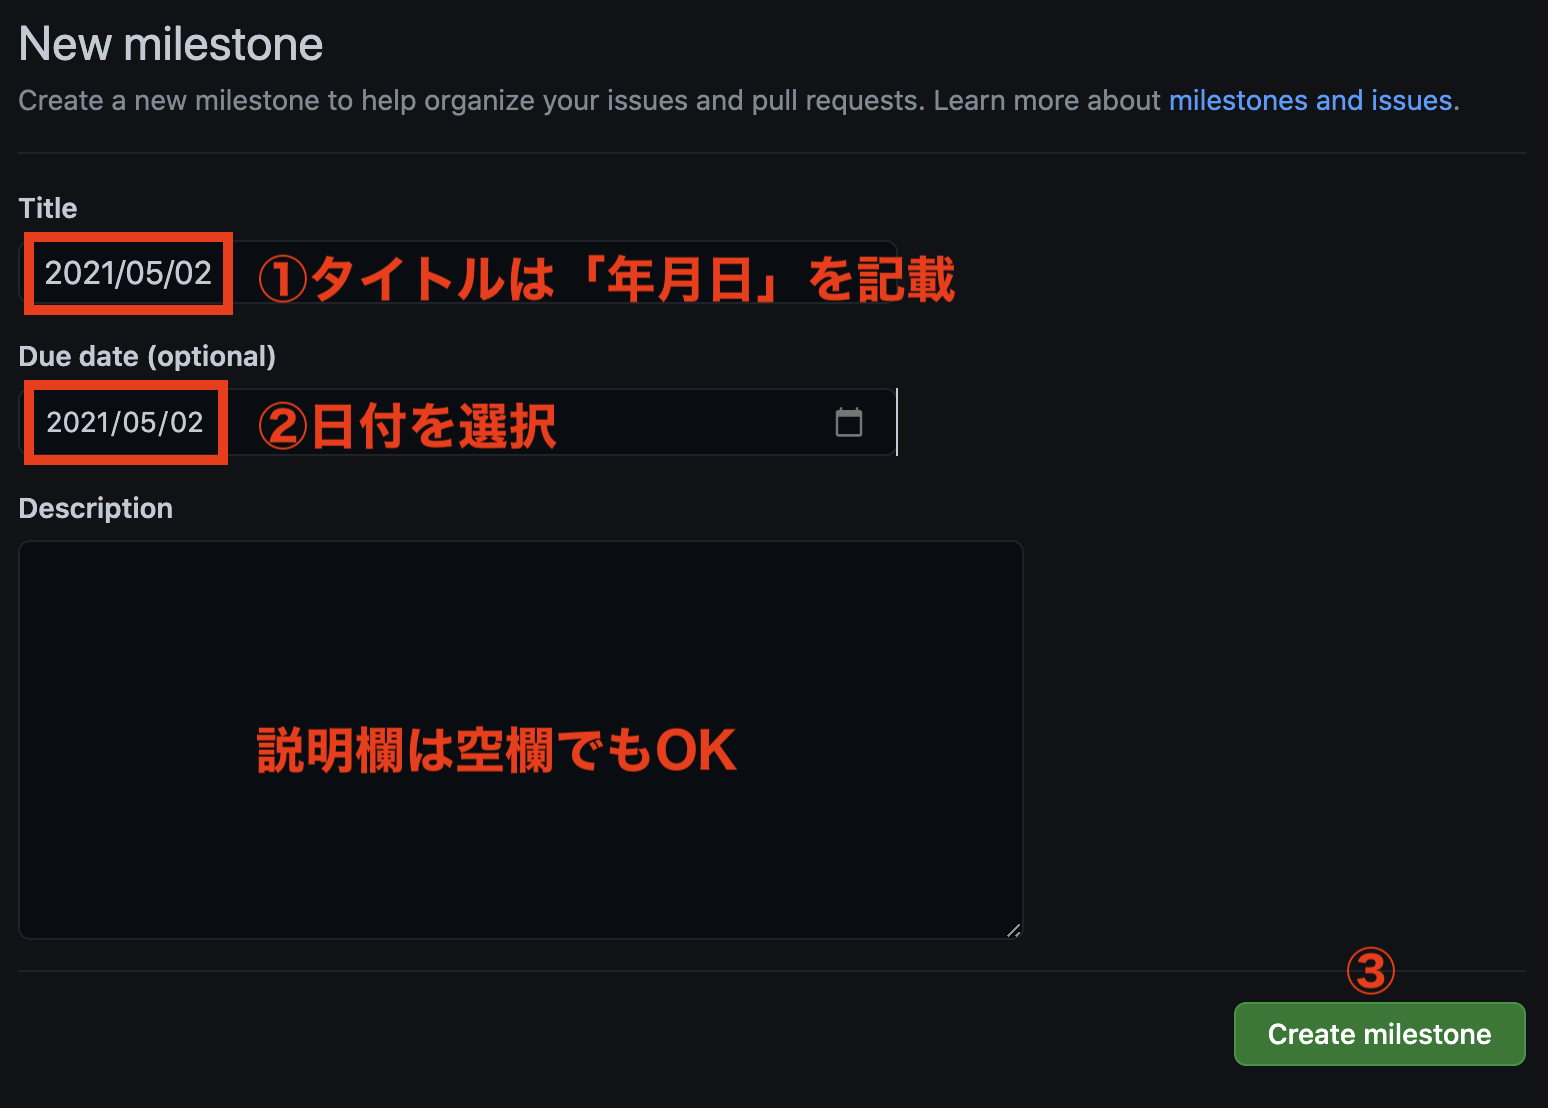 New milestone
Create a new milestone to help organize your issues and pull requests. Learn more about milestones and issues.
Title
2021/05/02 ①タイトルは「年月日」を記載
Due date (optional)
2021/05/02 ②日付を選択
Description
説明欄は空欄でもOK
③
Create milestone